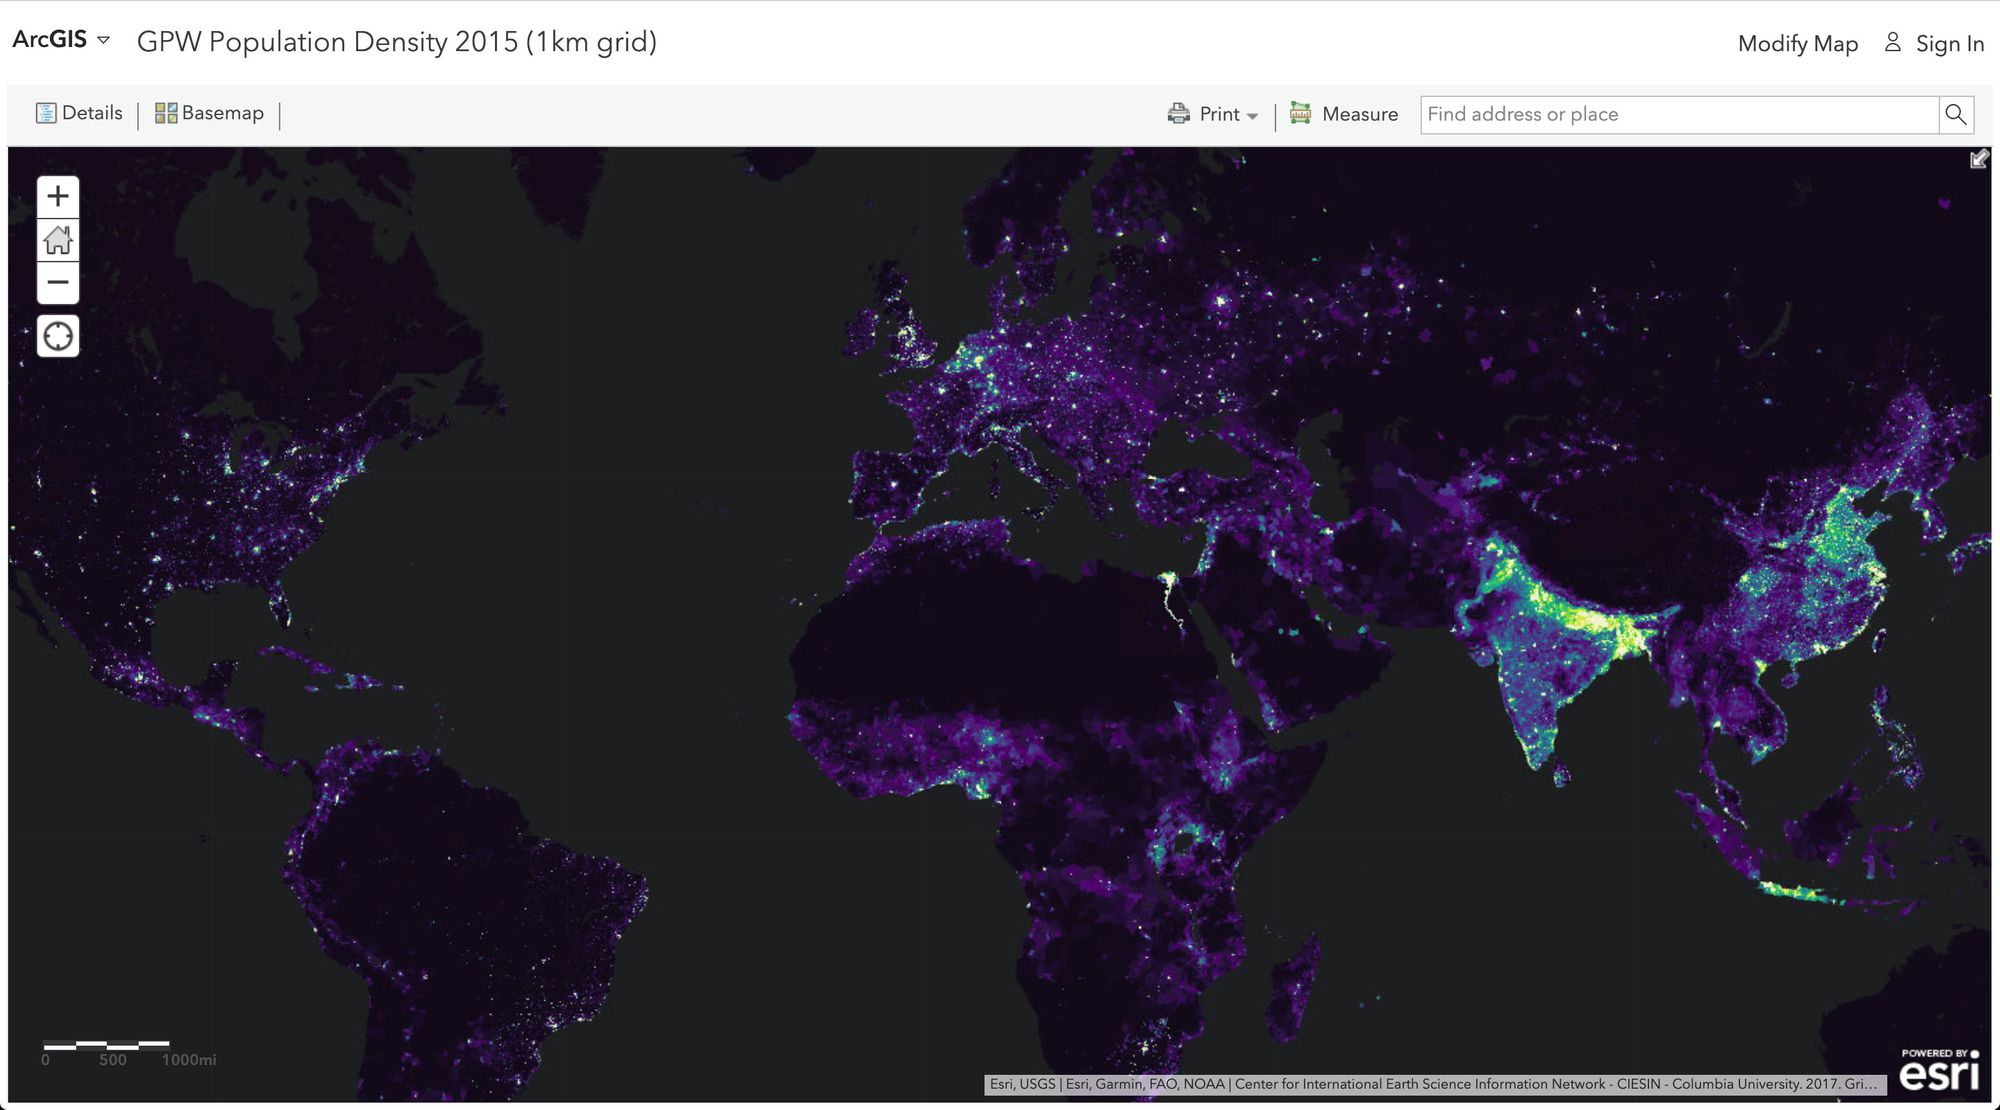 ArcGIS GPW Population Density 2015 (1km grid) Modify Map Sign In
Details Basemap Print Measure Find address or place
+
−
0 500 1000mi
POWERED BY
esri
Esri, USGS | Esri, Garmin, FAO, NOAA | Center for International Earth Science Information Network - CIESIN - Columbia University. 2017. Gri...